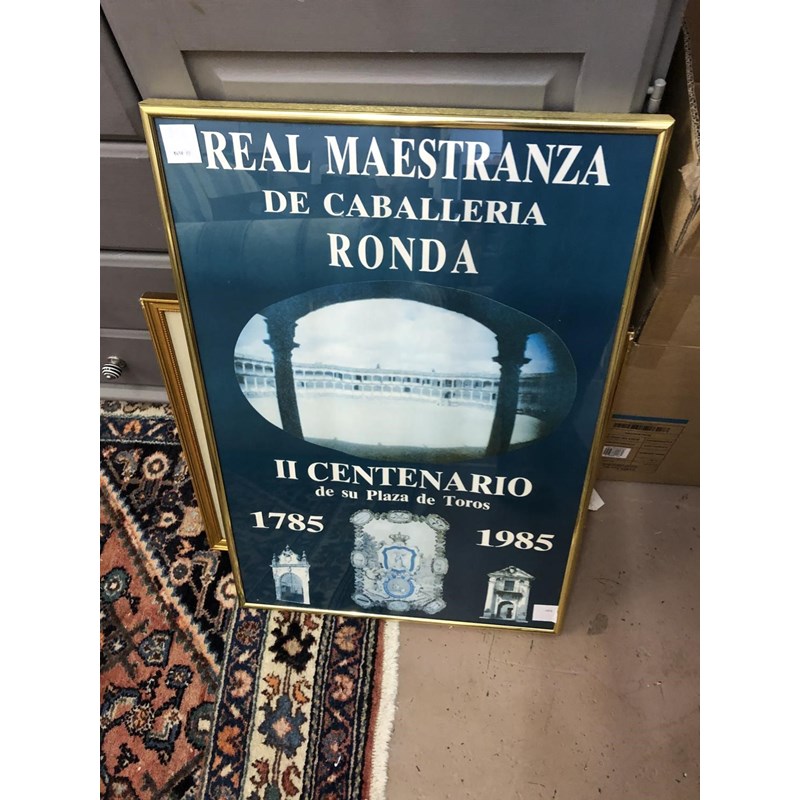 REAL MAESTRANZA
DE CABALLERIA
RONDA
II CENTENARIO
de su Plaza de Toros
1785
1985